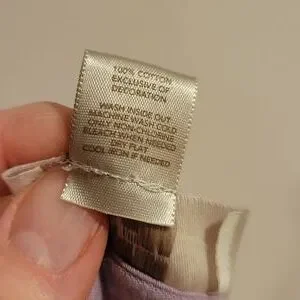 100% COTTON
EXCLUSIVE OF
DECORATION
WASH INSIDE OUT
MACHINE WASH COLD
ONLY NON-CHLORINE
BLEACH WHEN NEEDED
DRY FLAT
COOL IRON IF NEEDED